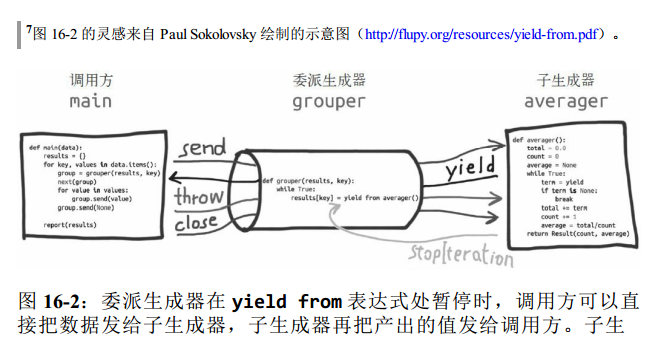 ⁷图 16-2 的灵感来自 Paul Sokolovsky 绘制的示意图（http://flupy.org/resources/yield-from.pdf）。
调用方
main
委派生成器
grouper
子生成器
averager
def main(data):
results = {}
for key, values in data.items():
group = grouper(results, key)
next(group)
for value in values:
group.send(value)
group.send(None)
report(results)
send
throw
close
def grouper(results, key):
while True:
results[key] = yield from averager()
yield
StopIteration
def averager():
total = 0.0
count = 0
average = None
while True:
term = yield
if term is None:
break
total += term
count += 1
average = total/count
return Result(count, average)
图 16-2：委派生成器在 yield from 表达式处暂停时，调用方可以直
接把数据发给子生成器，子生成器再把产出的值发给调用方。子生